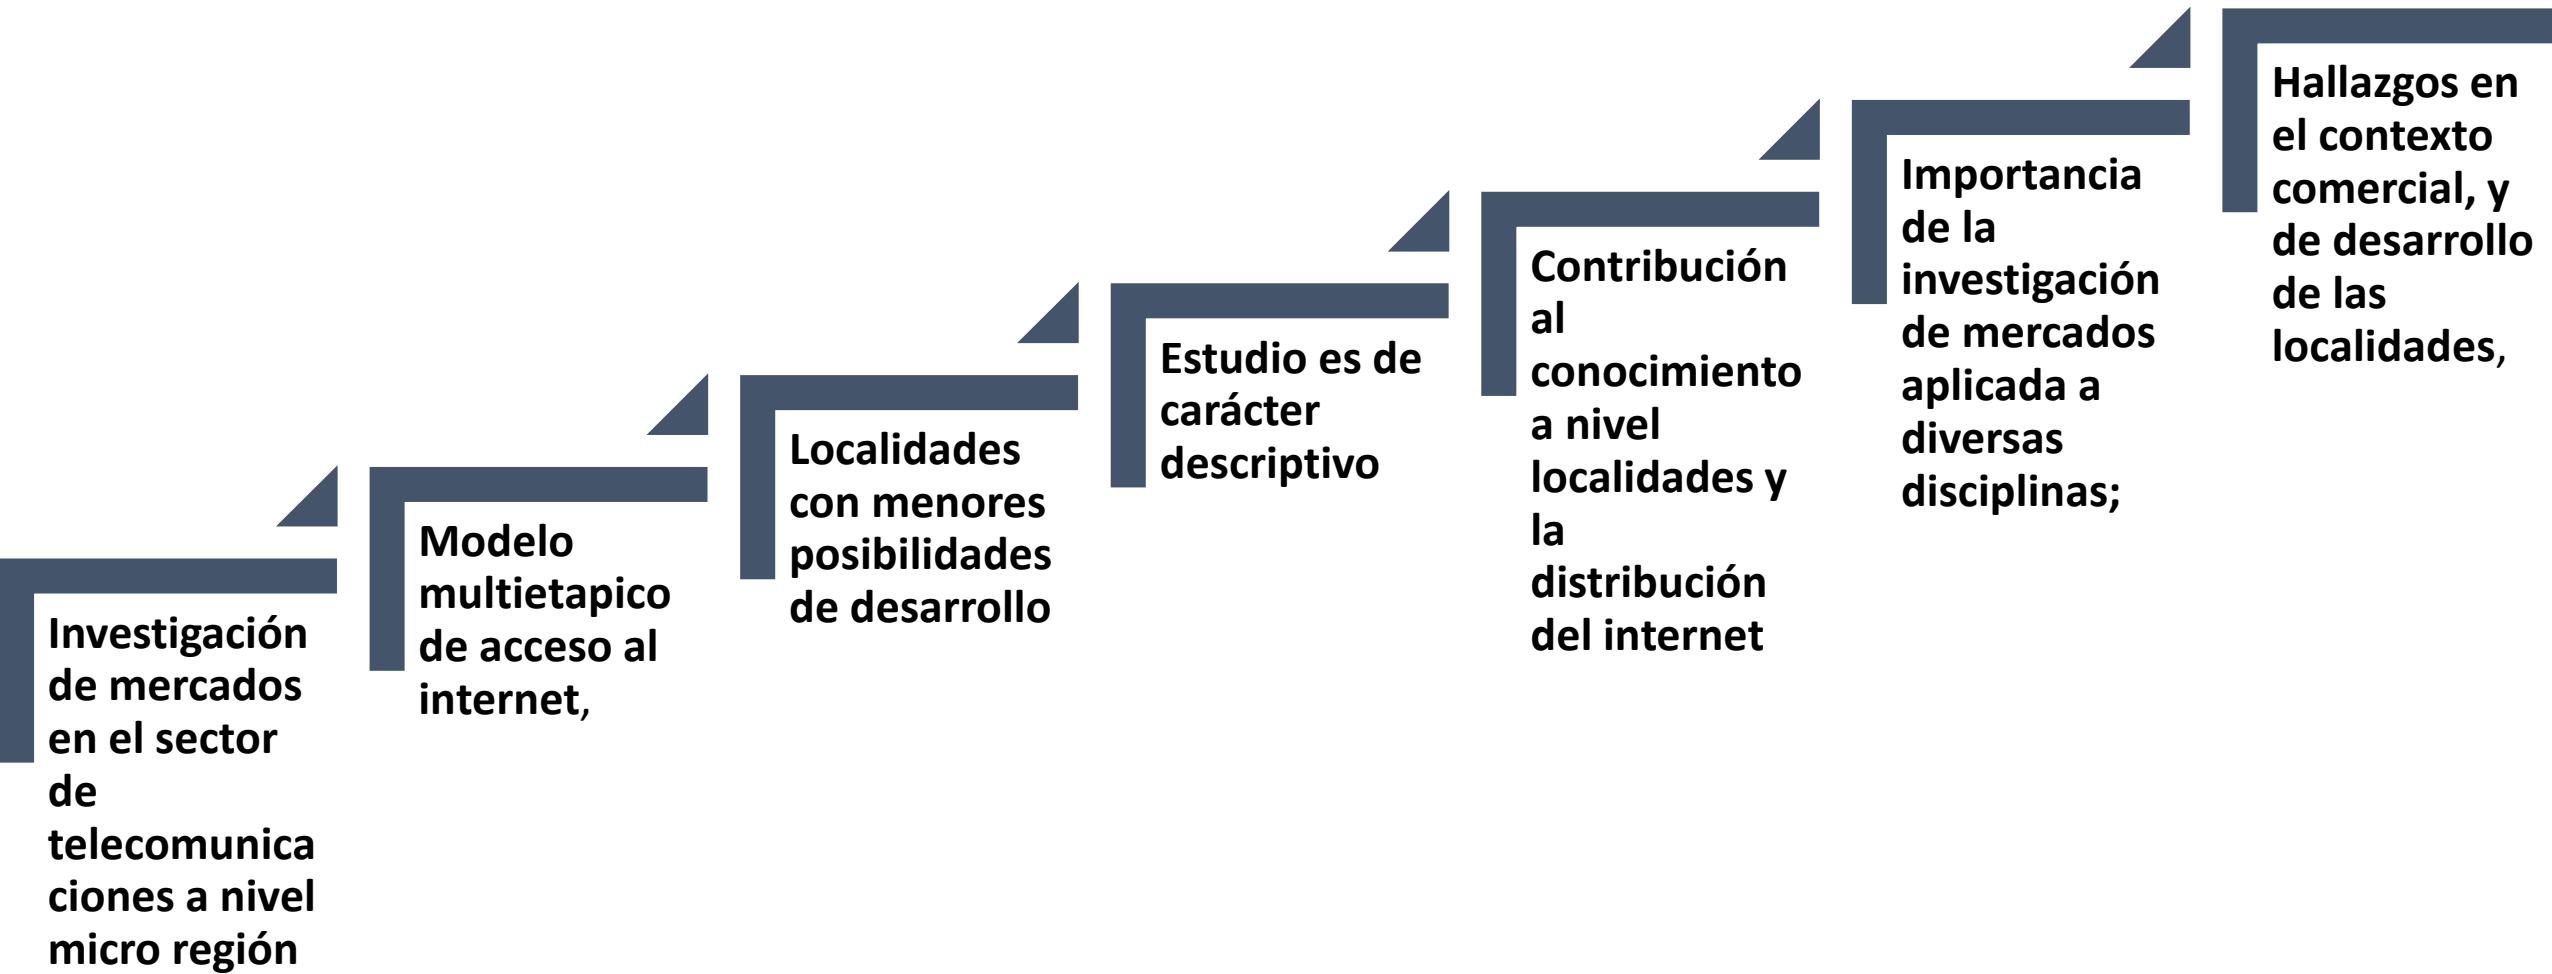 Investigación
de mercados
en el sector
de
telecomunica
ciones a nivel
micro región
Modelo
multietapico
de acceso al
internet,
Localidades
con menores
posibilidades
de desarrollo
Estudio es de
carácter
descriptivo
Contribución
al
conocimiento
a nivel
localidades y
la
distribución
del internet
Importancia
de la
investigación
de mercados
aplicada a
diversas
disciplinas;
Hallazgos en
el contexto
comercial, y
de desarrollo
de las
localidades,